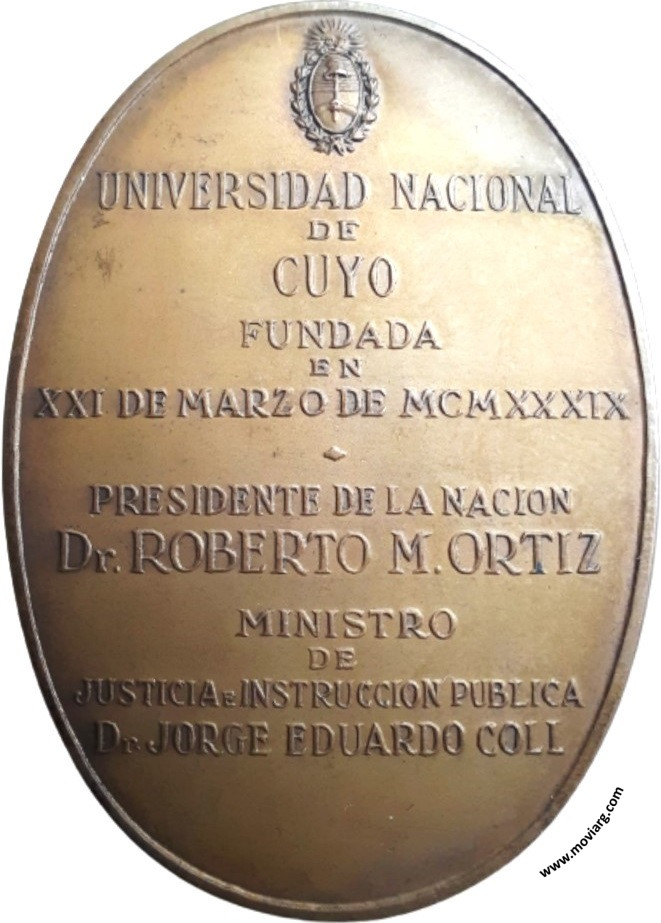 UNIVERSIDAD NACIONAL
DE
CUYO
FUNDADA
EN
XXI DE MARZO DE MCMXXXIX
PRESIDENTE DE LA NACION
Dr. ROBERTO M. ORTIZ
MINISTRO
DE
JUSTICIA E INSTRUCCION PUBLICA
Dr. JORGE EDUARDO COLL
www.moviarg.com